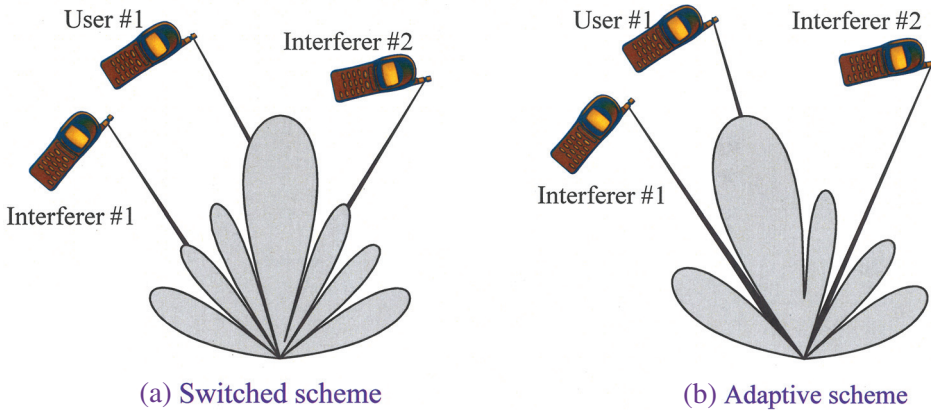 User #1
Interferer #2
Interferer #1
(a) Switched scheme
User #1
Interferer #2
Interferer #1
(b) Adaptive scheme